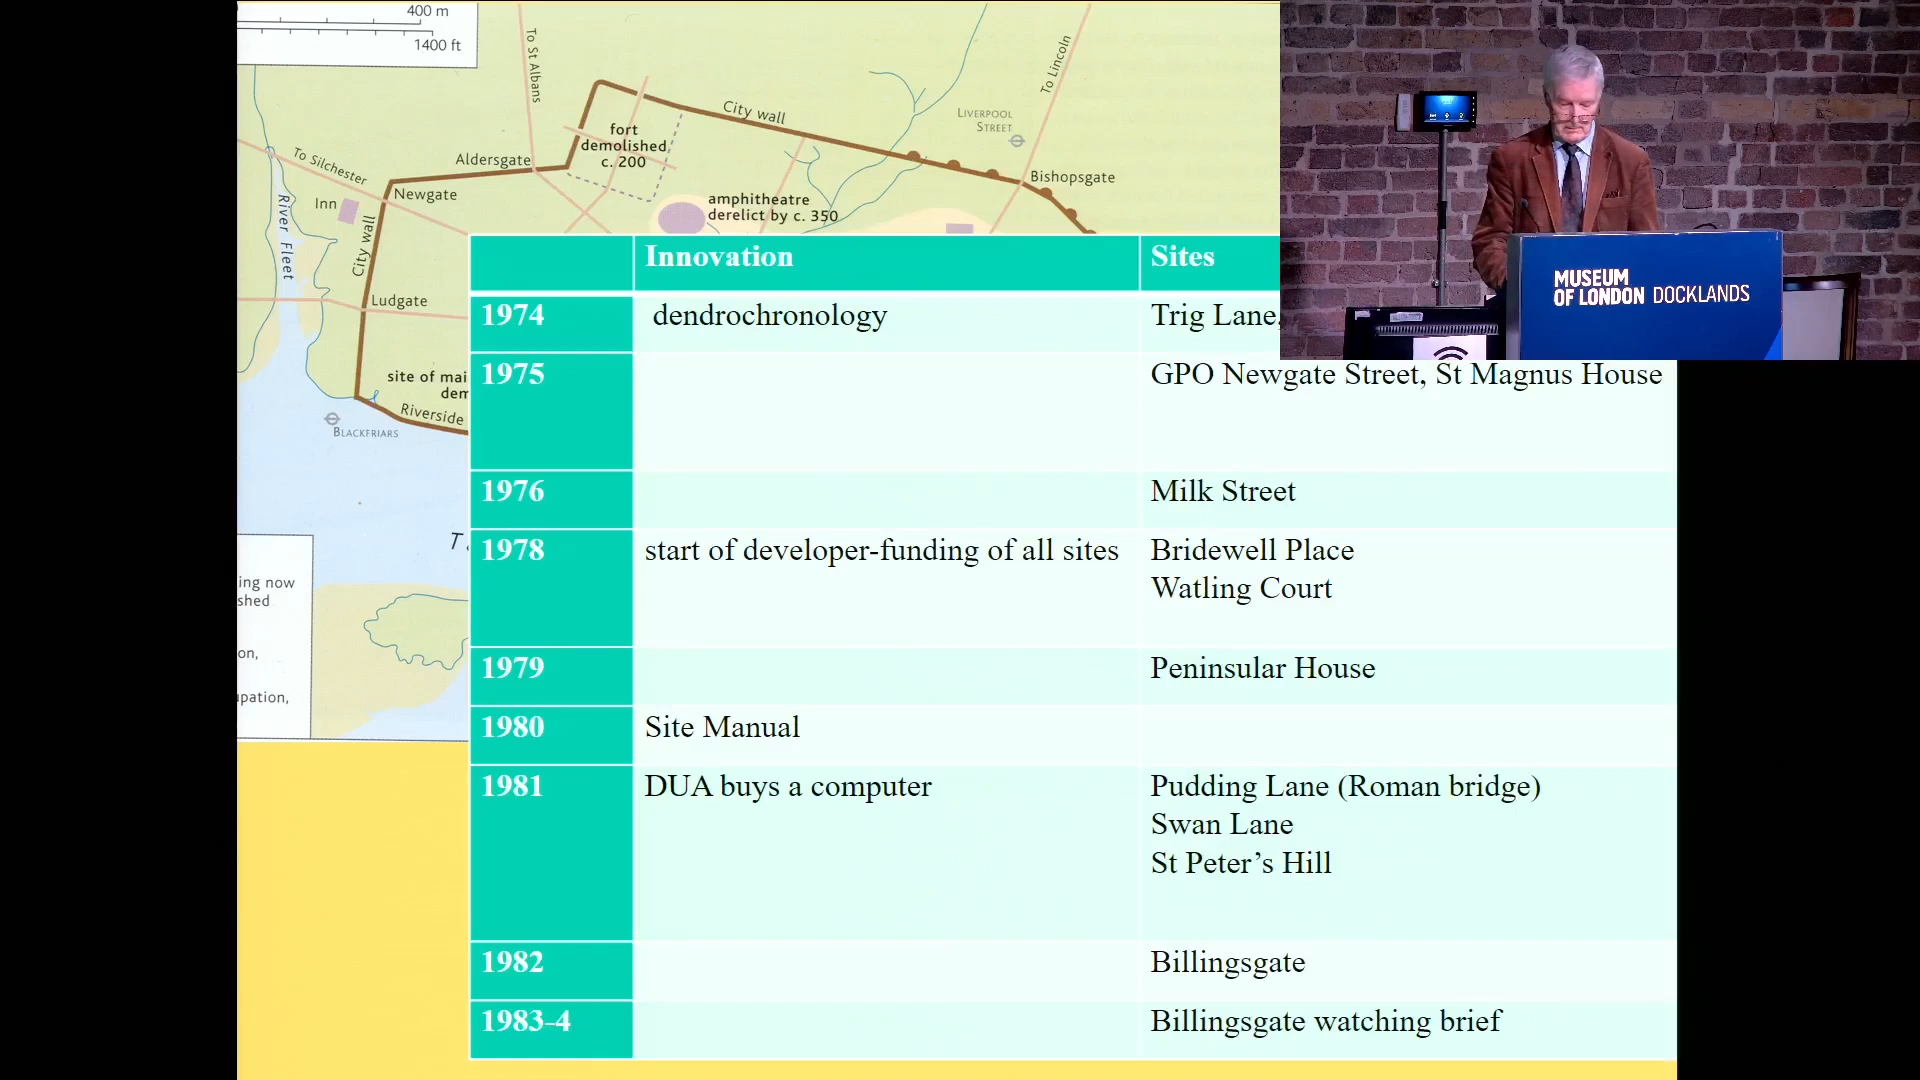 400 m
1400 ft
To St Albans
To Lincoln
City wall
LIVERPOOL
STREET
fort
demolished
c. 200
Aldersgate
To Silchester
Newgate
Bishopsgate
Inn
amphitheatre
derelict by c. 350
River Fleet
City wall
Ludgate
site of mai
dem
Riverside
BLACKFRIARS
T
ing now
shed
on,
upation,
Innovation
Sites
1974
dendrochronology
Trig Lane,
1975
GPO Newgate Street, St Magnus House
1976
Milk Street
1978
start of developer-funding of all sites
Bridewell Place
Watling Court
1979
Peninsular House
1980
Site Manual
1981
DUA buys a computer
Pudding Lane (Roman bridge)
Swan Lane
St Peter’s Hill
1982
Billingsgate
1983-4
Billingsgate watching brief
MUSEUM
OF LONDON DOCKLANDS